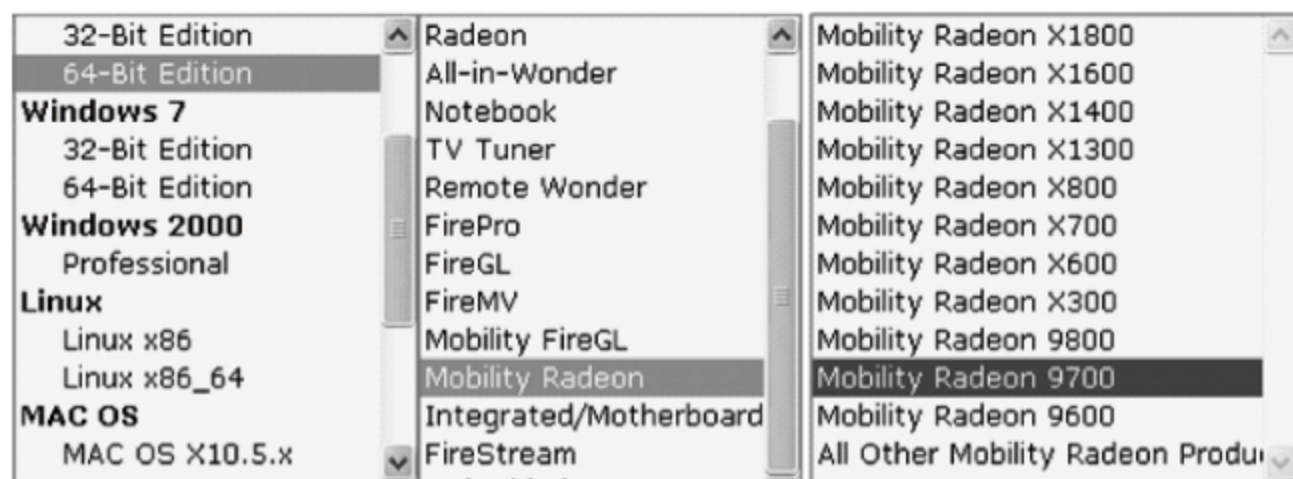 32-Bit Edition
64-Bit Edition
Windows 7
32-Bit Edition
64-Bit Edition
Windows 2000
Professional
Linux
Linux x86
Linux x86_64
MAC OS
MAC OS X10.5.x
Radeon
All-in-Wonder
Notebook
TV Tuner
Remote Wonder
FirePro
FireGL
FireMV
Mobility FireGL
Mobility Radeon
Integrated/Motherboard
FireStream
Mobility Radeon X1800
Mobility Radeon X1600
Mobility Radeon X1400
Mobility Radeon X1300
Mobility Radeon X800
Mobility Radeon X700
Mobility Radeon X600
Mobility Radeon X300
Mobility Radeon 9800
Mobility Radeon 9700
Mobility Radeon 9600
All Other Mobility Radeon Produ